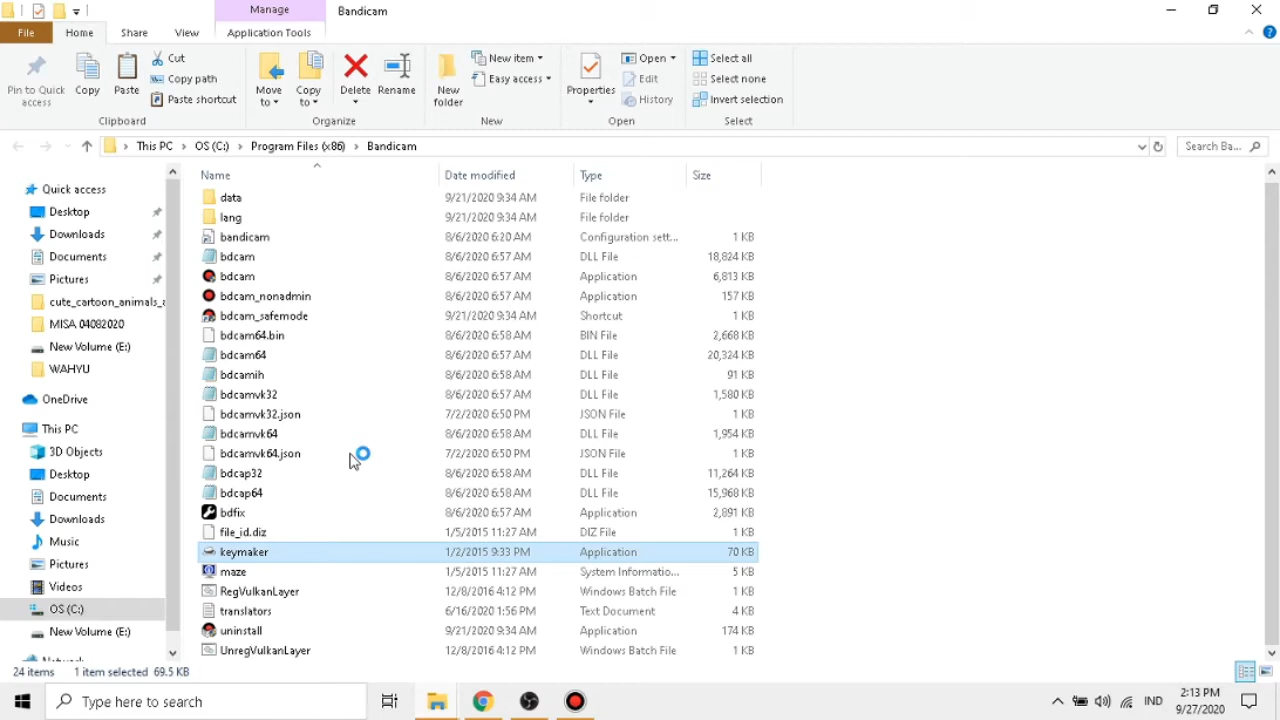 Manage
Bandicam
File
Home
Share
View
Application Tools
Pin to Quick access
Copy
Paste
Cut
Copy path
Paste shortcut
Clipboard
Move to
Copy to
Delete
Rename
Organize
New folder
New item
Easy access
New
Properties
Open
Edit
History
Open
Select all
Select none
Invert selection
Select
This PC > OS (C:) > Program Files (x86) > Bandicam
Search Ba...
Name Date modified Type Size
Quick access
Desktop
Downloads
Documents
Pictures
cute_cartoon_animals_
MISA 04082020
New Volume (E:)
WAHYU
OneDrive
This PC
3D Objects
Desktop
Documents
Downloads
Music
Pictures
Videos
OS (C:)
New Volume (E:)
data 9/21/2020 9:34 AM File folder
lang 9/21/2020 9:34 AM File folder
bandicam 8/6/2020 6:20 AM Configuration sett... 1 KB
bdcam 8/6/2020 6:57 AM DLL File 18,824 KB
bdcam 8/6/2020 6:57 AM Application 6,813 KB
bdcam_nonadmin 8/6/2020 6:57 AM Application 157 KB
bdcam_safemode 9/21/2020 9:34 AM Shortcut 1 KB
bdcam64.bin 8/6/2020 6:58 AM BIN File 2,668 KB
bdcam64 8/6/2020 6:57 AM DLL File 20,324 KB
bdcamih 8/6/2020 6:58 AM DLL File 91 KB
bdcamvk32 8/6/2020 6:57 AM DLL File 1,580 KB
bdcamvk32.json 7/2/2020 6:50 PM JSON File 1 KB
bdcamvk64 8/6/2020 6:58 AM DLL File 1,954 KB
bdcamvk64.json 7/2/2020 6:50 PM JSON File 1 KB
bdcap32 8/6/2020 6:58 AM DLL File 11,264 KB
bdcap64 8/6/2020 6:58 AM DLL File 15,968 KB
bdfix 8/6/2020 6:57 AM Application 2,891 KB
file_id.diz 1/5/2015 11:27 AM DIZ File 1 KB
keymaker 1/2/2015 9:33 PM Application 70 KB
maze 1/5/2015 11:27 AM System Informatio... 5 KB
RegVulkanLayer 12/8/2016 4:12 PM Windows Batch File 1 KB
translators 6/16/2020 1:56 PM Text Document 4 KB
uninstall 9/21/2020 9:34 AM Application 174 KB
UnregVulkanLayer 12/8/2016 4:12 PM Windows Batch File 1 KB
24 items 1 item selected 69.5 KB
Type here to search
IND
2:13 PM
9/27/2020